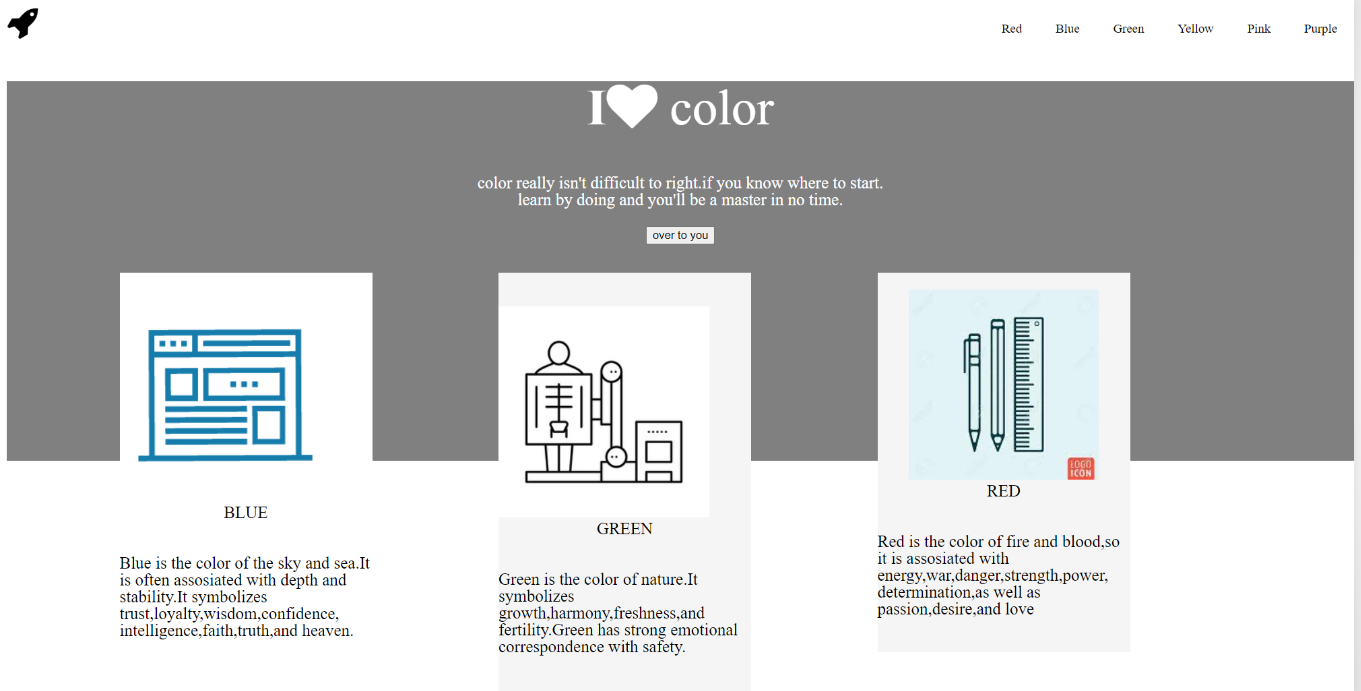 Red Blue Green Yellow Pink Purple
I color
color really isn't difficult to right.if you know where to start.
learn by doing and you'll be a master in no time.
over to you
BLUE
Blue is the color of the sky and sea.It
is often assosiated with depth and
stability.It symbolizes
trust,loyalty,wisdom,confidence,
intelligence,faith,truth,and heaven.
GREEN
Green is the color of nature.It
symbolizes
growth,harmony,freshness,and
fertility.Green has strong emotional
correspondence with safety.
LOGO
ICON
RED
Red is the color of fire and blood,so
it is assosiated with
energy,war,danger,strength,power,
determination,as well as
passion,desire,and love